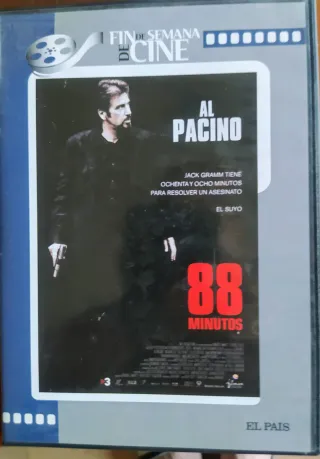 FIN DE SEMANA
DE CINE
AL
PACINO
JACK GRAMM TIENE
OCHENTA Y OCHO MINUTOS
PARA RESOLVER UN ASESINATO
EL SUYO
88
MINUTOS
EL PAIS